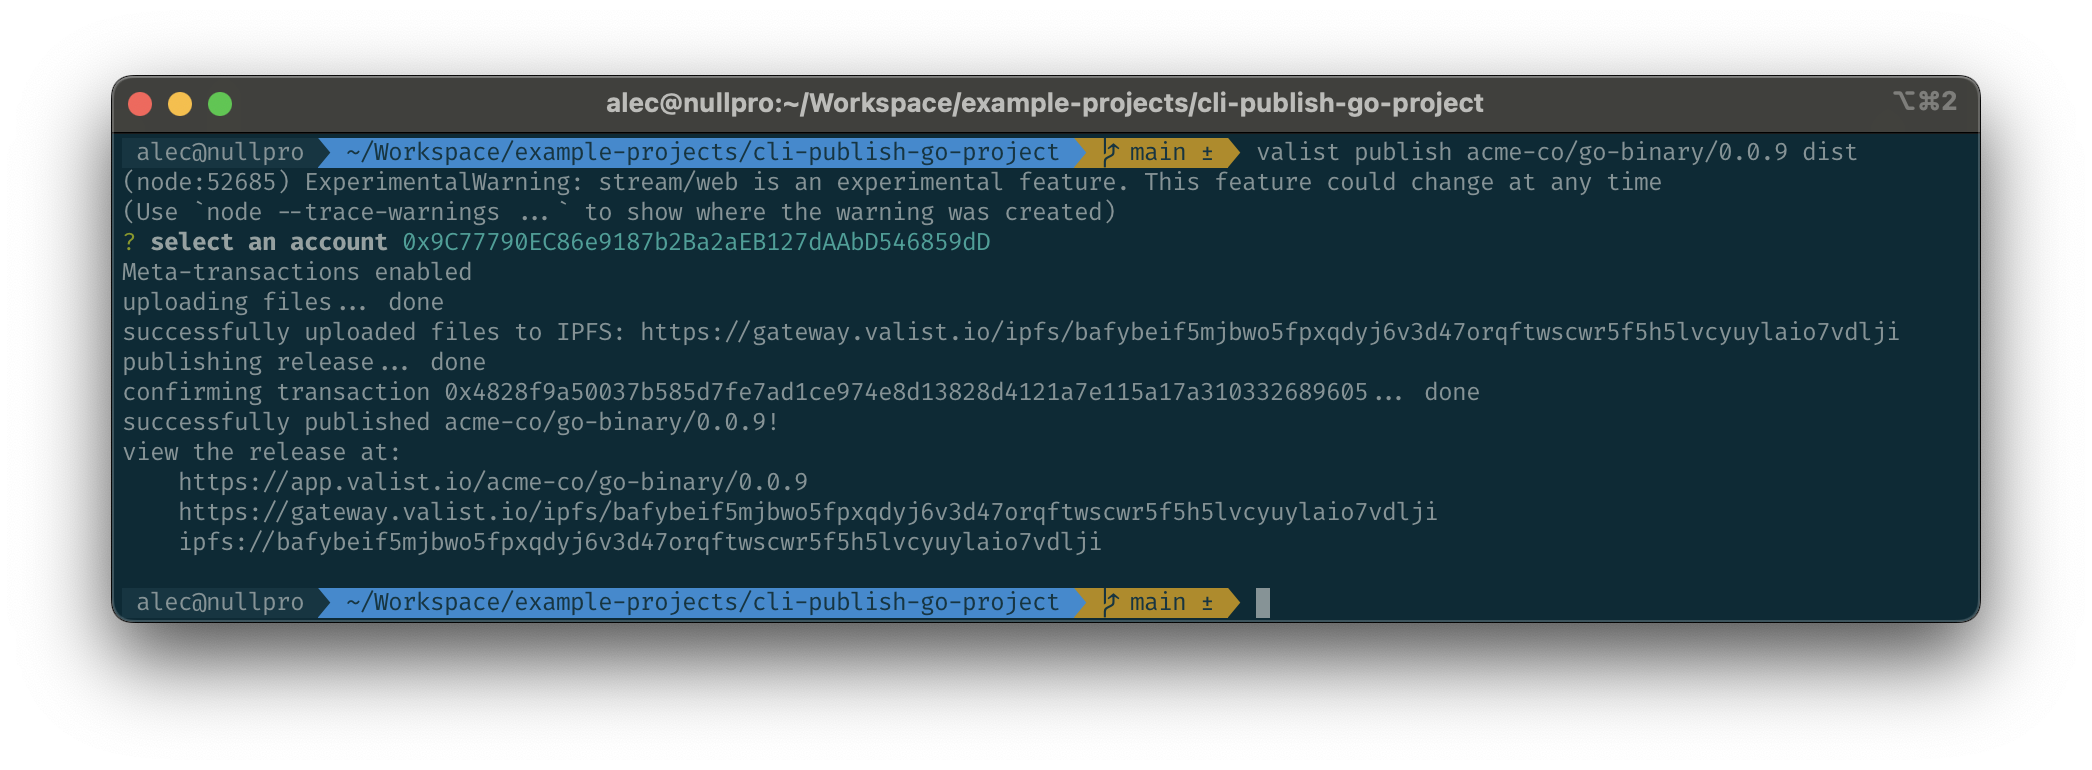 alec@nullpro:~/Workspace/example-projects/cli-publish-go-project ⌥⌘2
alec@nullpro ~/Workspace/example-projects/cli-publish-go-project main ± valist publish acme-co/go-binary/0.0.9 dist
(node:52685) ExperimentalWarning: stream/web is an experimental feature. This feature could change at any time
(Use `node --trace-warnings ...` to show where the warning was created)
? select an account 0x9C77790EC86e9187b2Ba2aEB127dAAbD546859dD
Meta-transactions enabled
uploading files... done
successfully uploaded files to IPFS: https://gateway.valist.io/ipfs/bafybeif5mjbwo5fpxqdyj6v3d47orqftwscwr5f5h5lvcyuylaio7vdlji
publishing release... done
confirming transaction 0x4828f9a50037b585d7fe7ad1ce974e8d13828d4121a7e115a17a310332689605... done
successfully published acme-co/go-binary/0.0.9!
view the release at:
https://app.valist.io/acme-co/go-binary/0.0.9
https://gateway.valist.io/ipfs/bafybeif5mjbwo5fpxqdyj6v3d47orqftwscwr5f5h5lvcyuylaio7vdlji
ipfs://bafybeif5mjbwo5fpxqdyj6v3d47orqftwscwr5f5h5lvcyuylaio7vdlji
alec@nullpro ~/Workspace/example-projects/cli-publish-go-project main ±